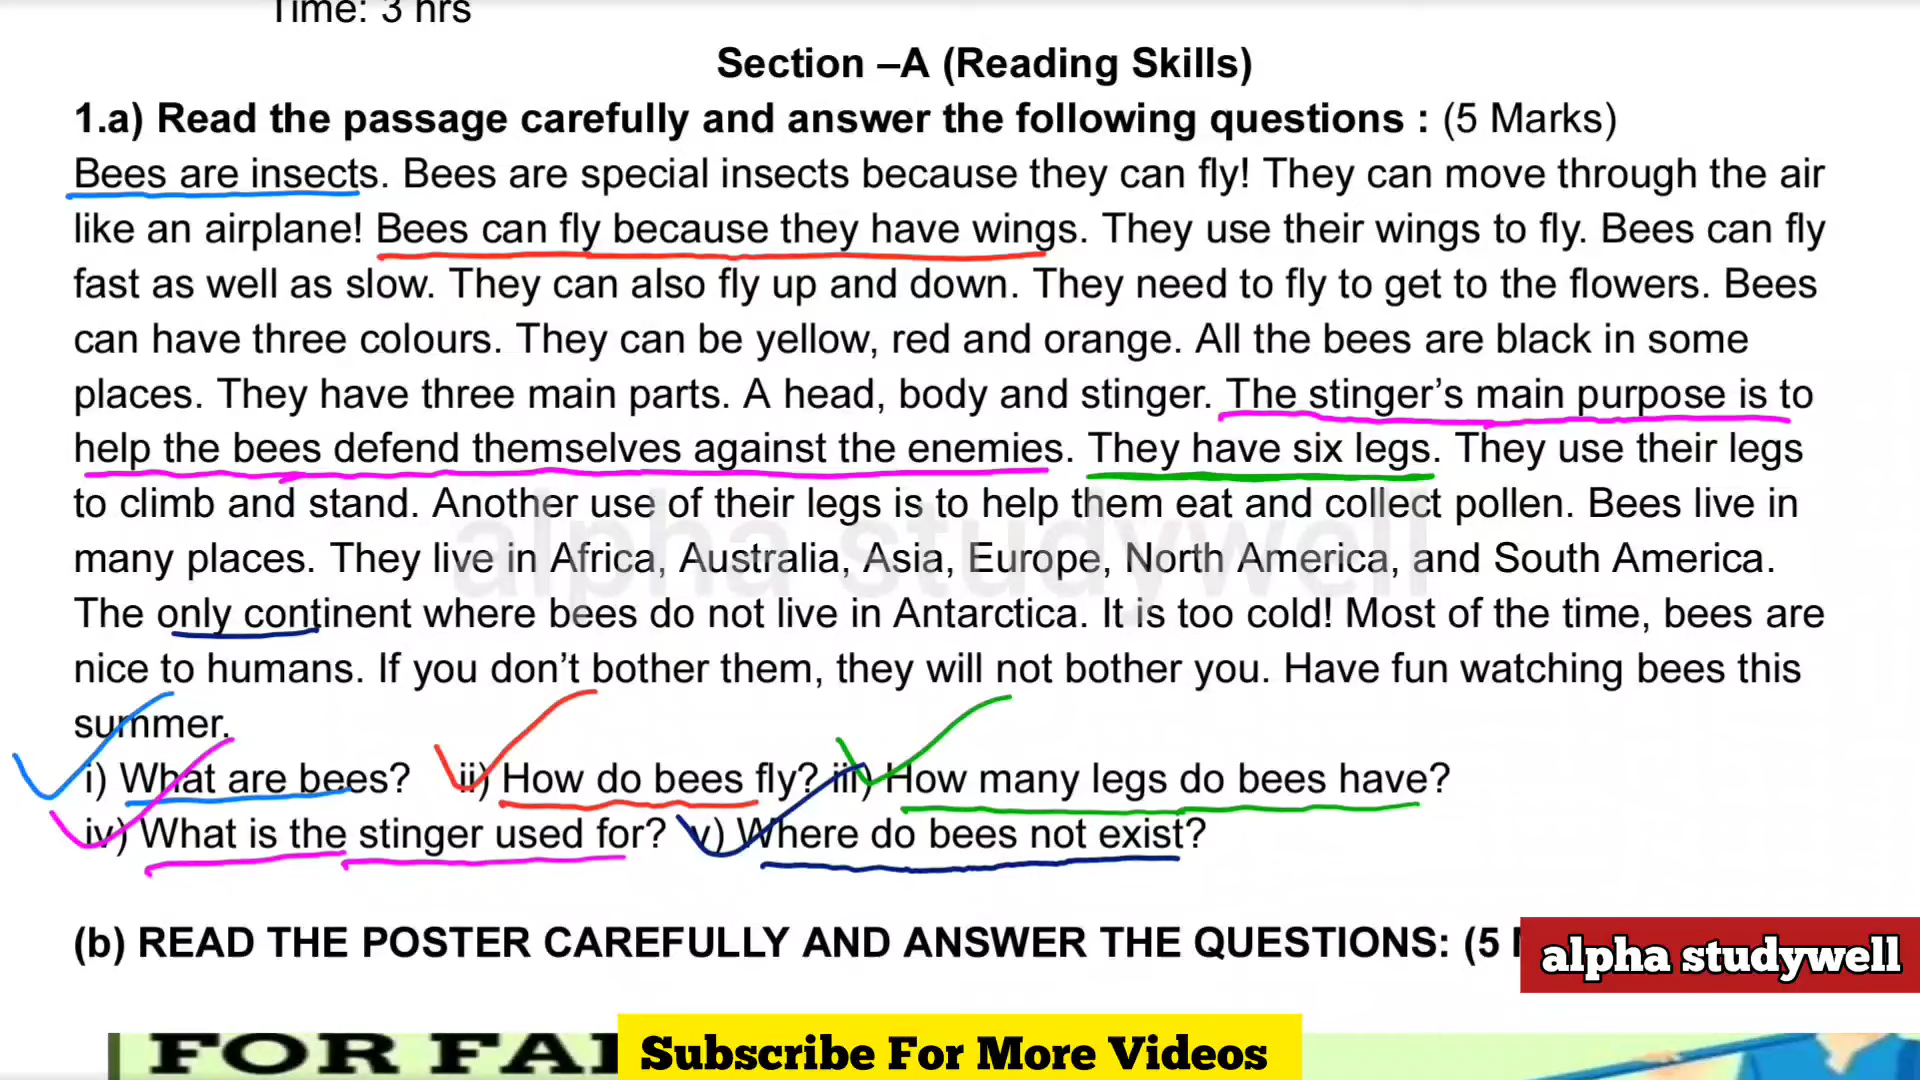 Time: 3 hrs
Section –A (Reading Skills)
1.a) Read the passage carefully and answer the following questions : (5 Marks)
Bees are insects. Bees are special insects because they can fly! They can move through the air
like an airplane! Bees can fly because they have wings. They use their wings to fly. Bees can fly
fast as well as slow. They can also fly up and down. They need to fly to get to the flowers. Bees
can have three colours. They can be yellow, red and orange. All the bees are black in some
places. They have three main parts. A head, body and stinger. The stinger’s main purpose is to
help the bees defend themselves against the enemies. They have six legs. They use their legs
to climb and stand. Another use of their legs is to help them eat and collect pollen. Bees live in
many places. They live in Africa, Australia, Asia, Europe, North America, and South America.
The only continent where bees do not live in Antarctica. It is too cold! Most of the time, bees are
nice to humans. If you don’t bother them, they will not bother you. Have fun watching bees this
summer.
i) What are bees? ii) How do bees fly? iii) How many legs do bees have?
iv) What is the stinger used for? v) Where do bees not exist?
alpha studywell
(b) READ THE POSTER CAREFULLY AND ANSWER THE QUESTIONS: (5
alpha studywell
FOR
Subscribe For More Videos